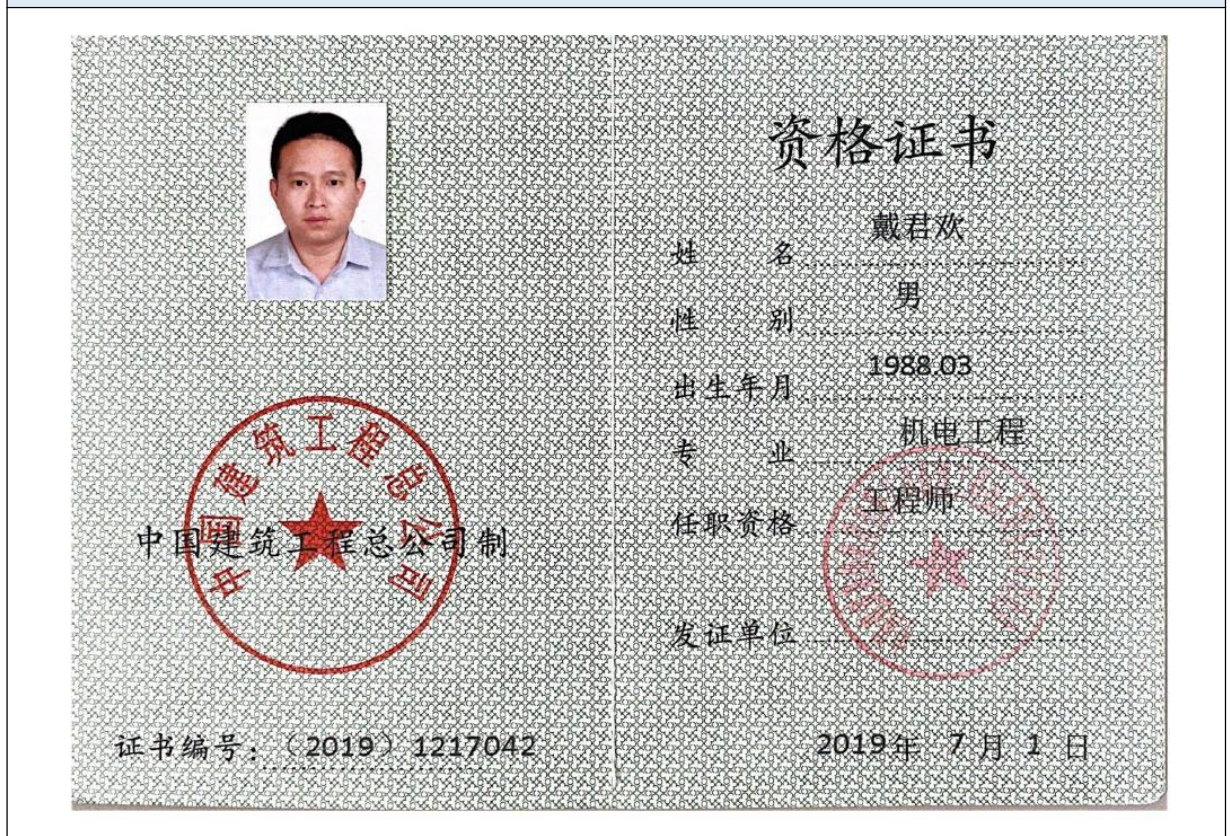 中国建筑工程总公司
中国建筑工程总公司制
证书编号：（2019）1217042
资格证书
姓 名 戴君欢
性 别 男
出生年月 1988.03
专 业 机电工程
任职资格 工程师
发证单位
2019年 7 月 1 日